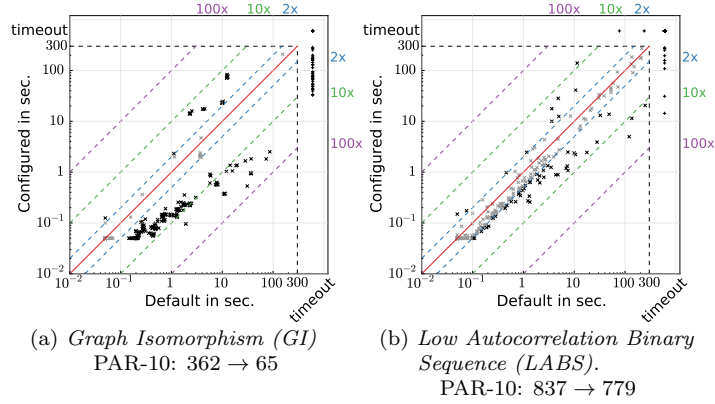 100x 10x 2x
timeout
300
100
10
1
10⁻¹
10⁻²
Configured in sec.
2x
10x
100x
10⁻² 10⁻¹ 1 10 100 300
Default in sec.
timeout
(a) Graph Isomorphism (GI)
PAR-10: 362 → 65
100x 10x 2x
timeout
300
100
10
1
10⁻¹
10⁻²
Configured in sec.
2x
10x
100x
10⁻² 10⁻¹ 1 10 100 300
Default in sec.
timeout
(b) Low Autocorrelation Binary
Sequence (LABS).
PAR-10: 837 → 779